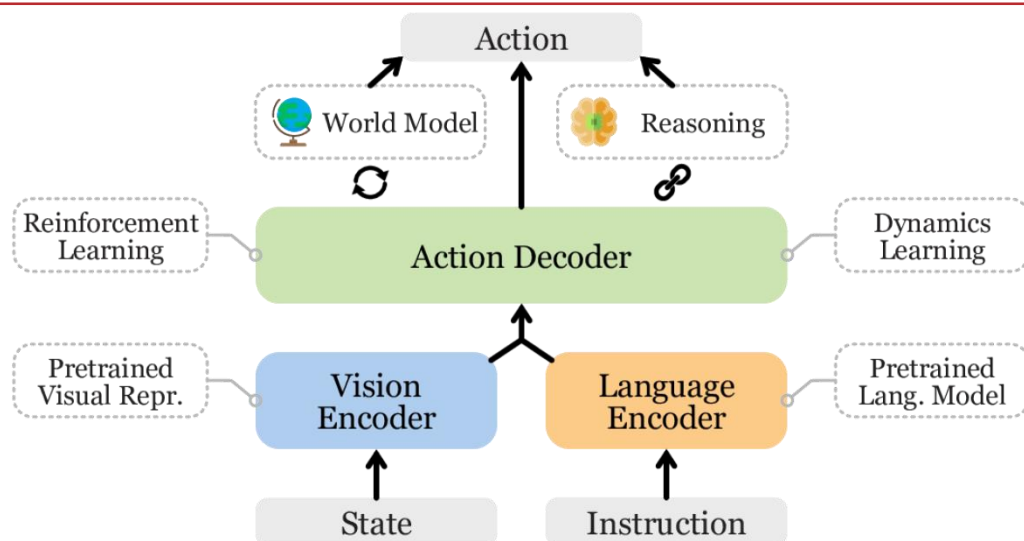 Action
World Model
Reasoning
Reinforcement
Learning
Action Decoder
Dynamics
Learning
Pretrained
Visual Repr.
Vision
Encoder
Language
Encoder
Pretrained
Lang. Model
State
Instruction